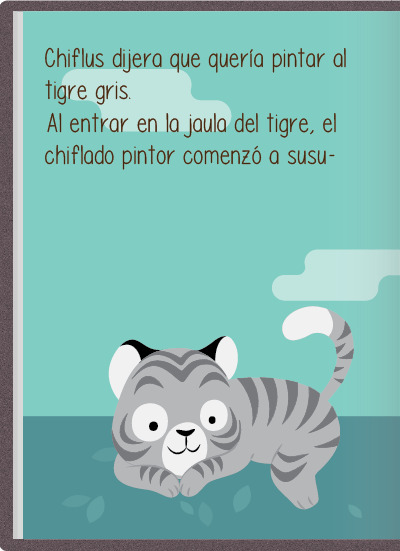 Chiflus dijera que quería pintar al
tigre gris.
Al entrar en la jaula del tigre, el
chiflado pintor comenzó a susu-